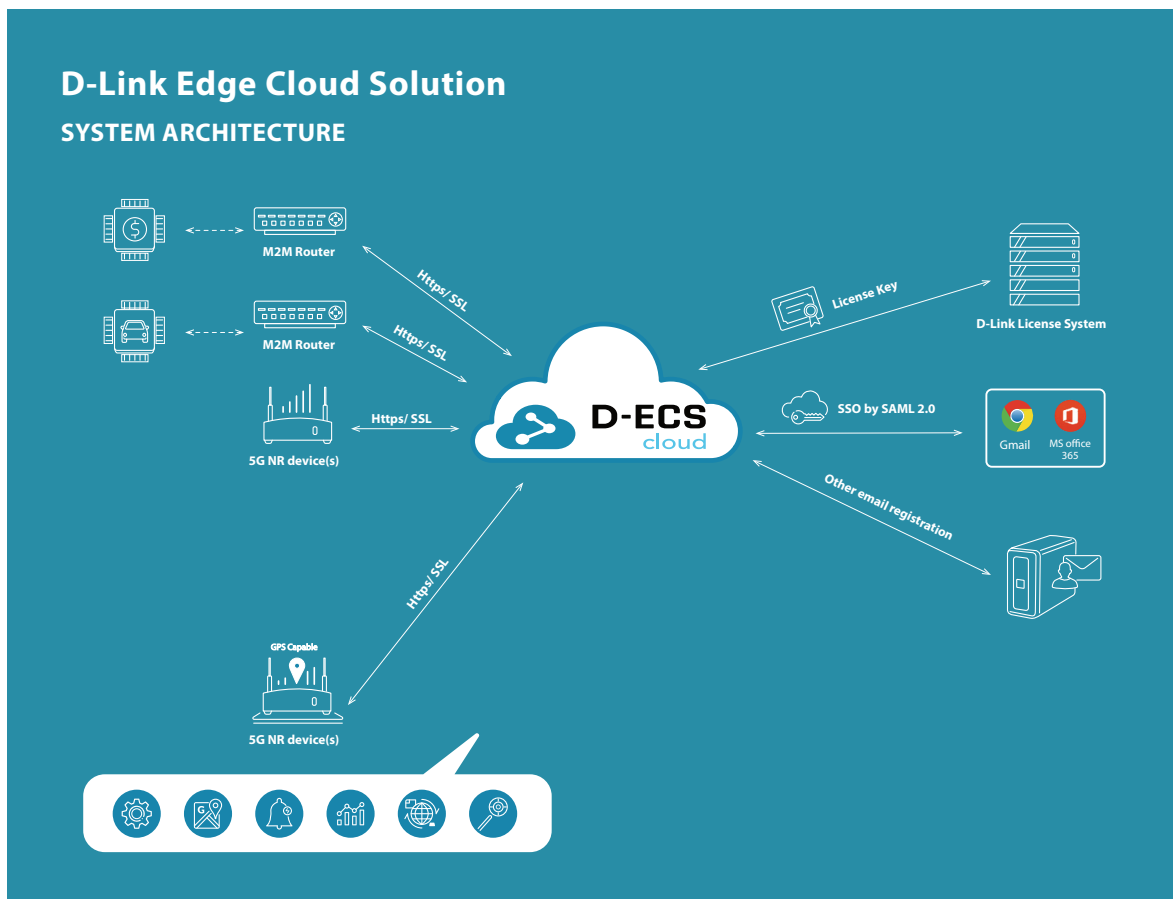 D-Link Edge Cloud Solution
SYSTEM ARCHITECTURE
$
M2M Router
Https/ SSL
M2M Router
Https/ SSL
5G NR device(s)
Https/ SSL
D-ECS
cloud
License Key
D-Link License System
SSO by SAML 2.0
Gmail
MS office
365
Other email registration
Https/ SSL
GPS Capable
5G NR device(s)
G